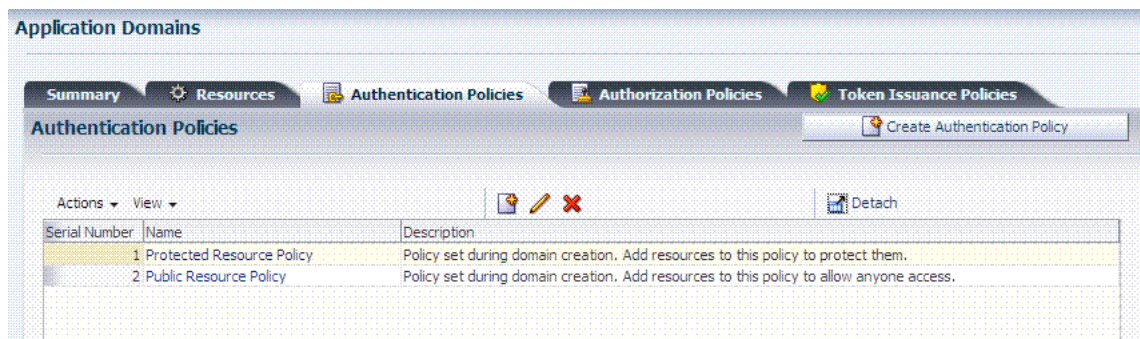 Application Domains
Summary Resources Authentication Policies Authorization Policies Token Issuance Policies
Authentication Policies Create Authentication Policy
Actions View Detach
Serial Number Name Description
1 Protected Resource Policy Policy set during domain creation. Add resources to this policy to protect them.
2 Public Resource Policy Policy set during domain creation. Add resources to this policy to allow anyone access.